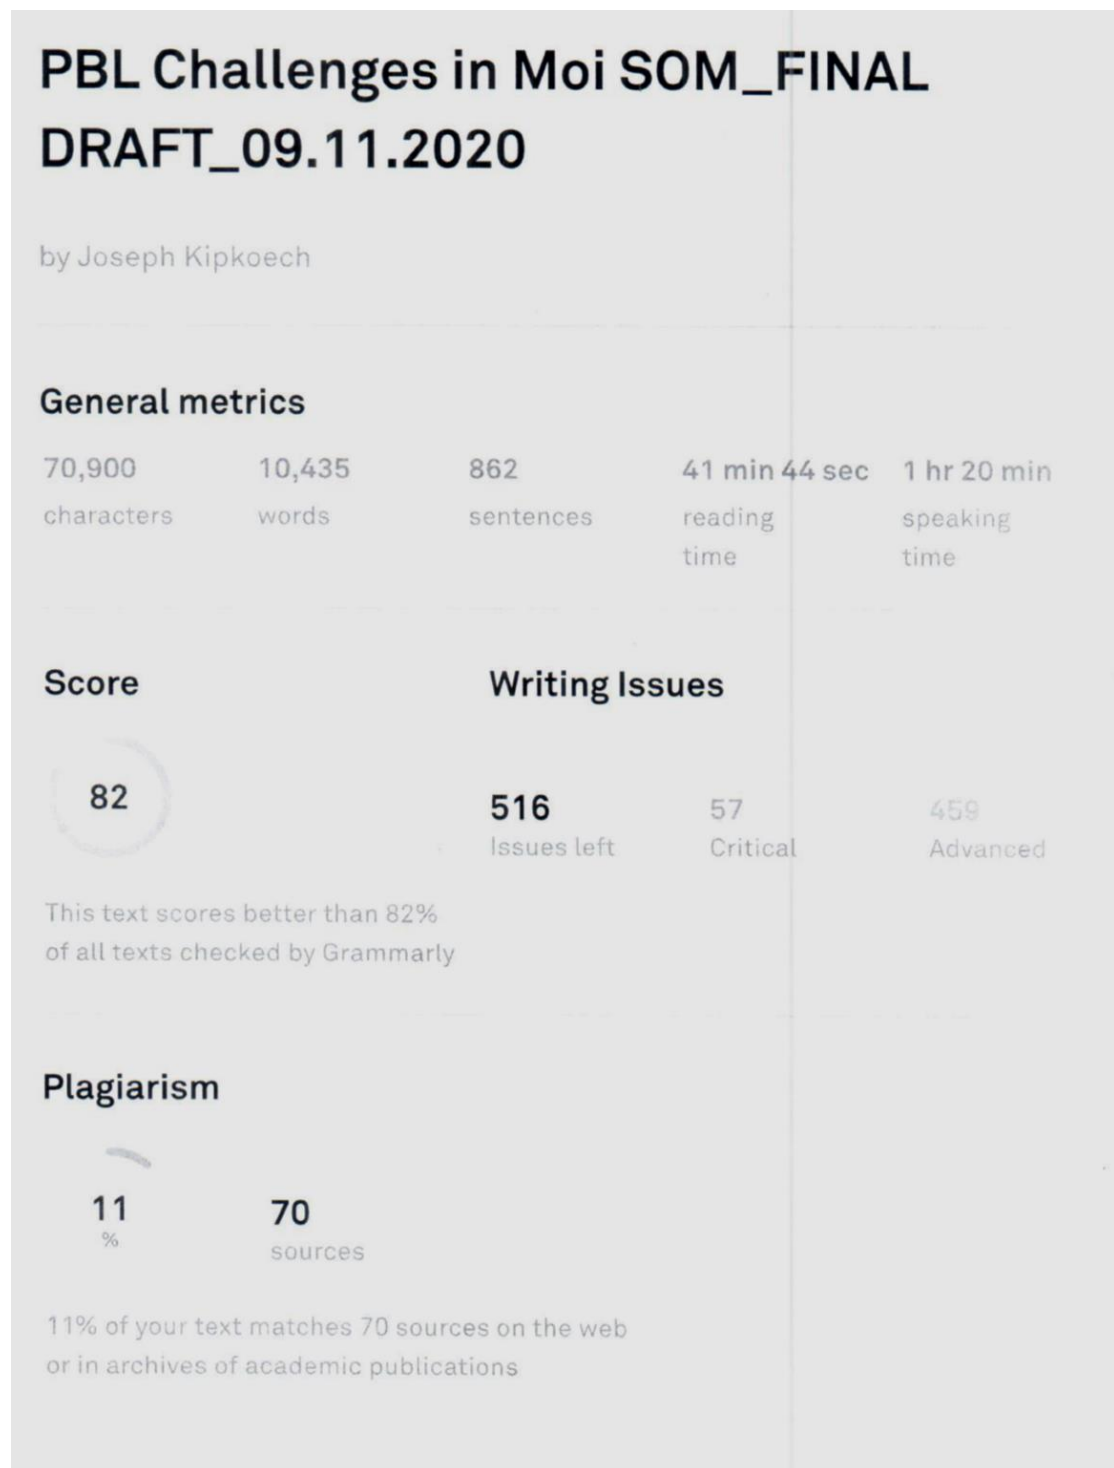 PBL Challenges in Moi SOM_FINAL
DRAFT_09.11.2020
by Joseph Kipkoech
General metrics
70,900 10,435 862 41 min 44 sec 1 hr 20 min
characters words sentences reading time speaking time
Score Writing Issues
82
516 57 459
Issues left Critical Advanced
This text scores better than 82%
of all texts checked by Grammarly
Plagiarism
11 70
% sources
11% of your text matches 70 sources on the web
or in archives of academic publications